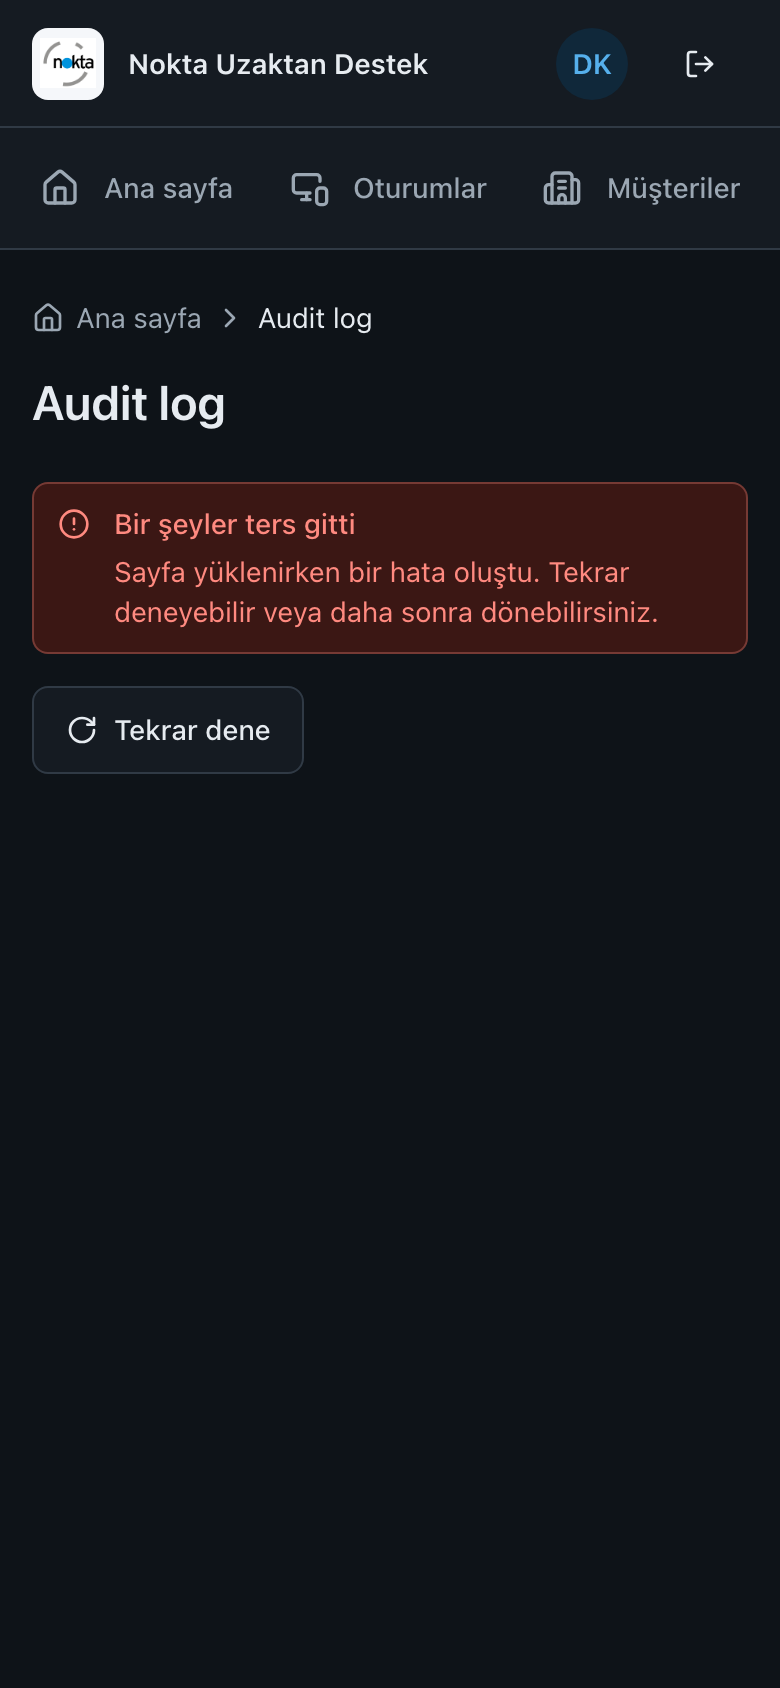 nokta
Nokta Uzaktan Destek
DK
Ana sayfa
Oturumlar
Müşteriler
Ana sayfa
Audit log
Audit log
Bir şeyler ters gitti
Sayfa yüklenirken bir hata oluştu. Tekrar
deneyebilir veya daha sonra dönebilirsiniz.
Tekrar dene